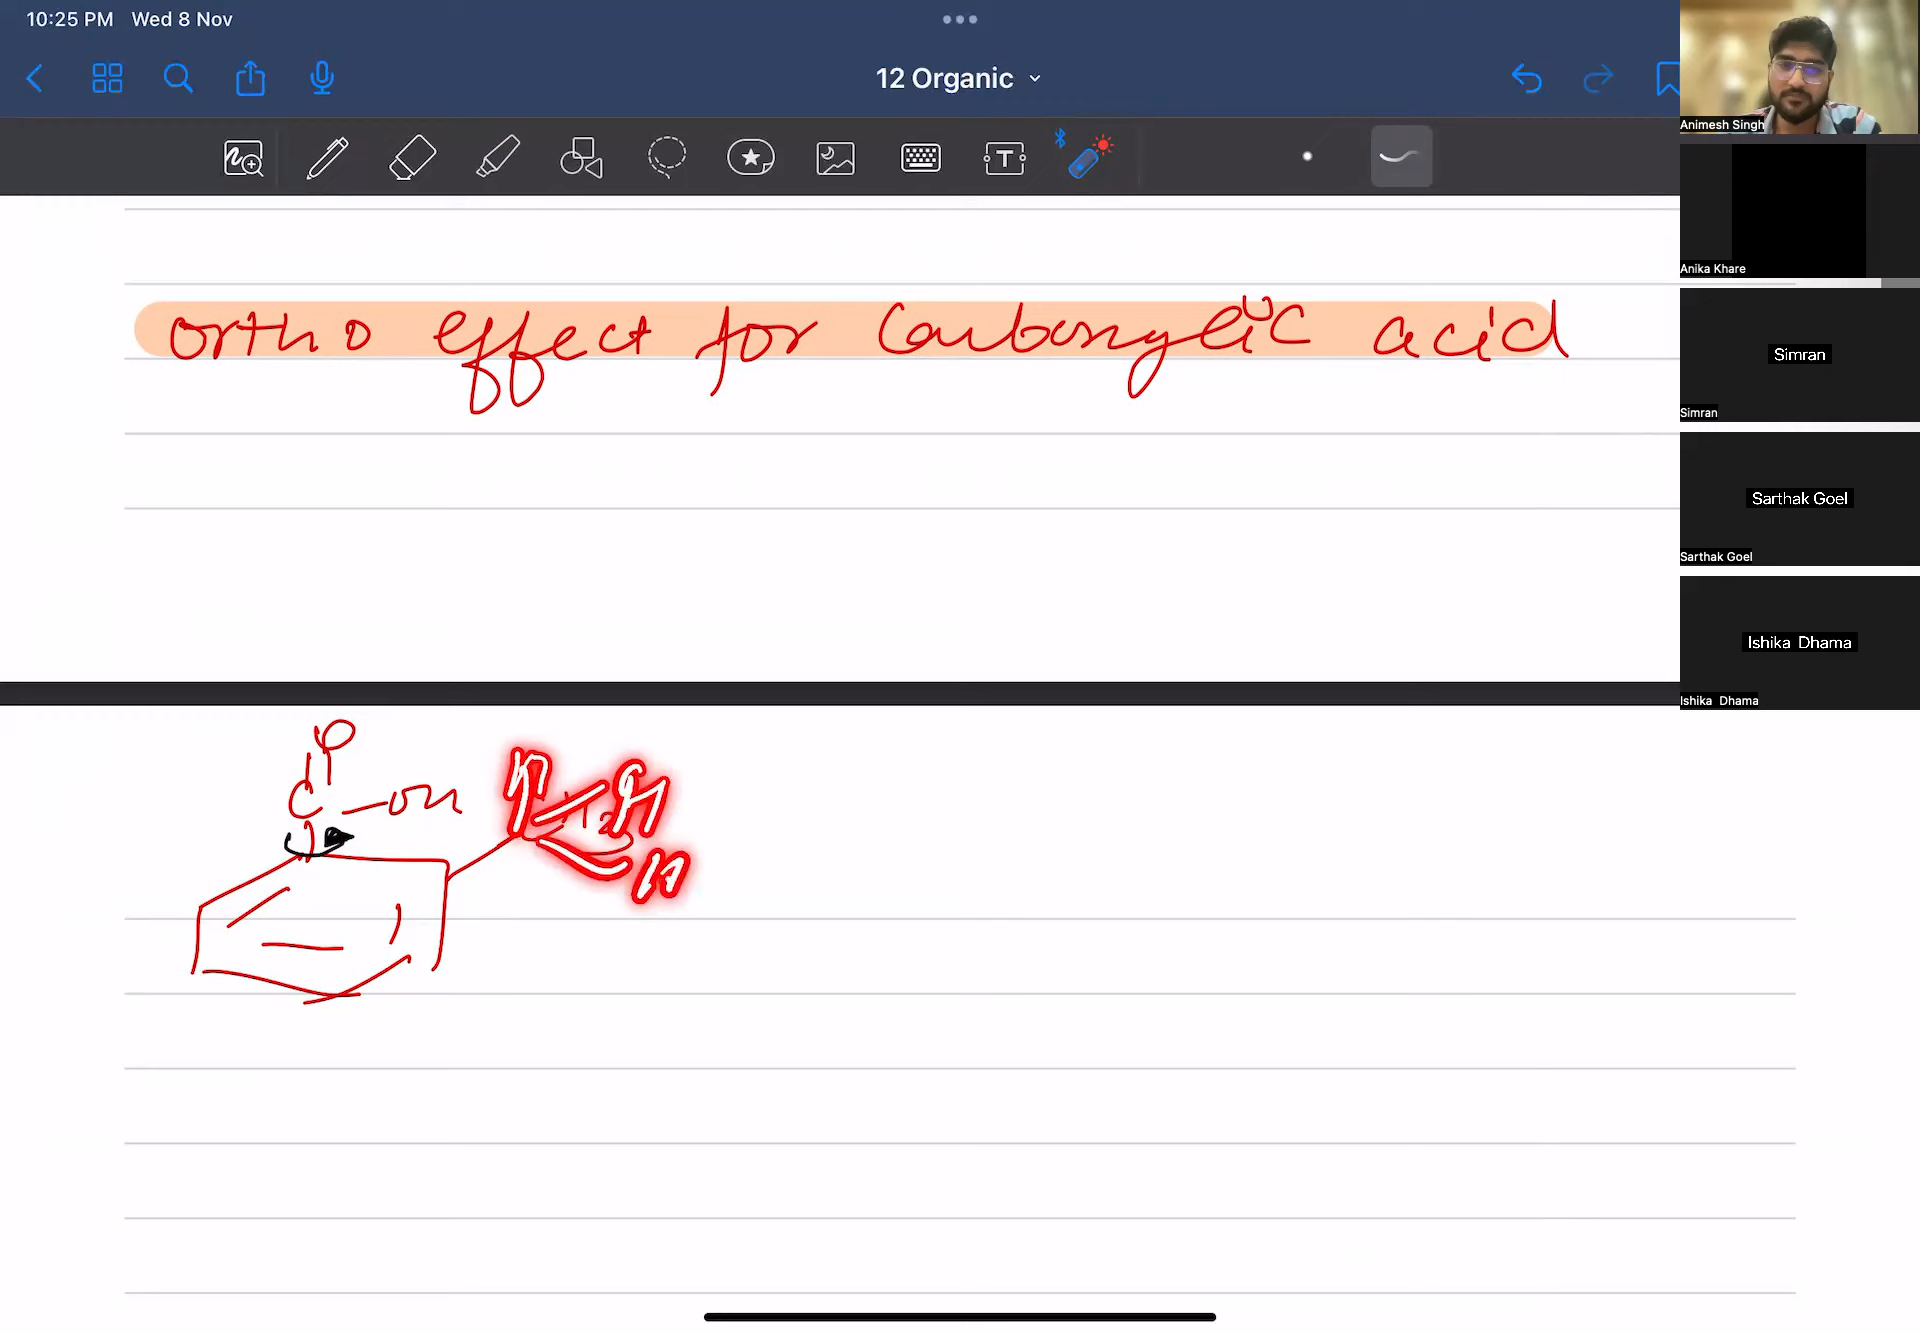 10:25 PM Wed 8 Nov
12 Organic
T
Animesh Singh
Anika Khare
Simran
Simran
Sarthak Goel
Sarthak Goel
Ishika Dhama
Ishika Dhama
ortho effect for Carboxylic acid
O
C - OH
H